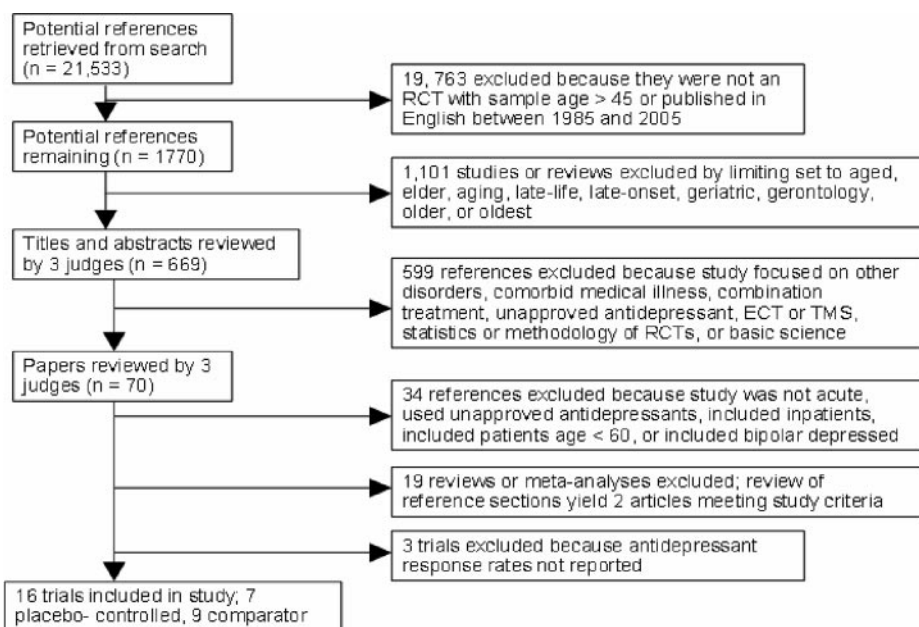 Potential references
retrieved from search
(n = 21,533)
19, 763 excluded because they were not an
RCT with sample age > 45 or published in
English between 1985 and 2005
Potential references
remaining (n = 1770)
1,101 studies or reviews excluded by limiting set to aged,
elder, aging, late-life, late-onset, geriatric, gerontology,
older, or oldest
Titles and abstracts reviewed
by 3 judges (n = 669)
599 references excluded because study focused on other
disorders, comorbid medical illness, combination
treatment, unapproved antidepressant, ECT or TMS,
statistics or methodology of RCTs, or basic science
Papers reviewed by 3
judges (n = 70)
34 references excluded because study was not acute,
used unapproved antidepressants, included inpatients,
included patients age < 60, or included bipolar depressed
19 reviews or meta-analyses excluded; review of
reference sections yield 2 articles meeting study criteria
3 trials excluded because antidepressant
response rates not reported
16 trials included in study; 7
placebo- controlled, 9 comparator